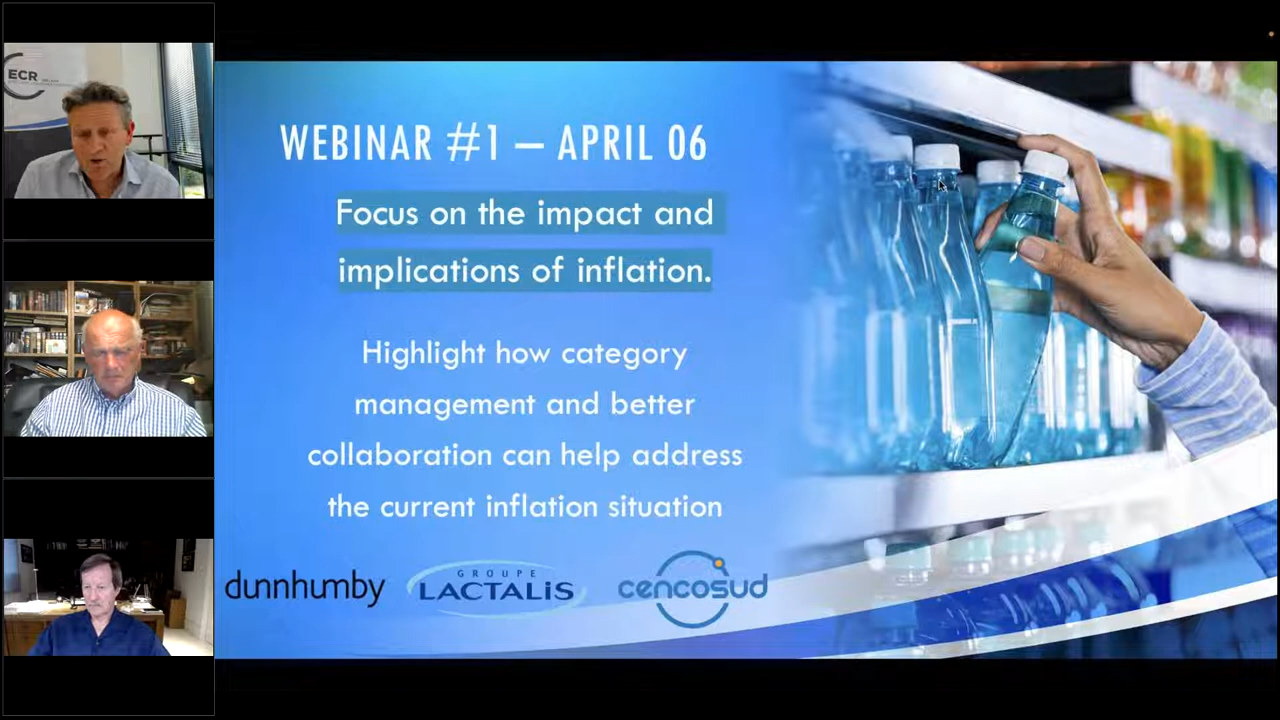 ECR
WEBINAR #1 – APRIL 06
Focus on the impact and
implications of inflation.
Highlight how category
management and better
collaboration can help address
the current inflation situation
dunnhumby
GROUPE
LACTALiS
cencosud